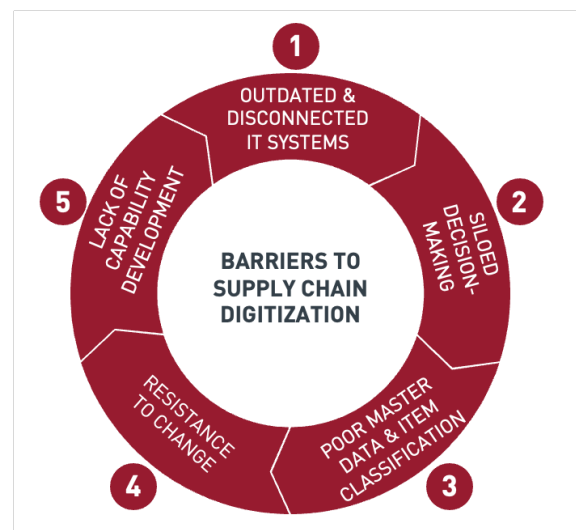 1
OUTDATED &
DISCONNECTED
IT SYSTEMS
2
SILOED
DECISION-
MAKING
3
POOR MASTER
DATA & ITEM
CLASSIFICATION
4
RESISTANCE
TO CHANGE
5
LACK OF
CAPABILITY
DEVELOPMENT
BARRIERS TO
SUPPLY CHAIN
DIGITIZATION